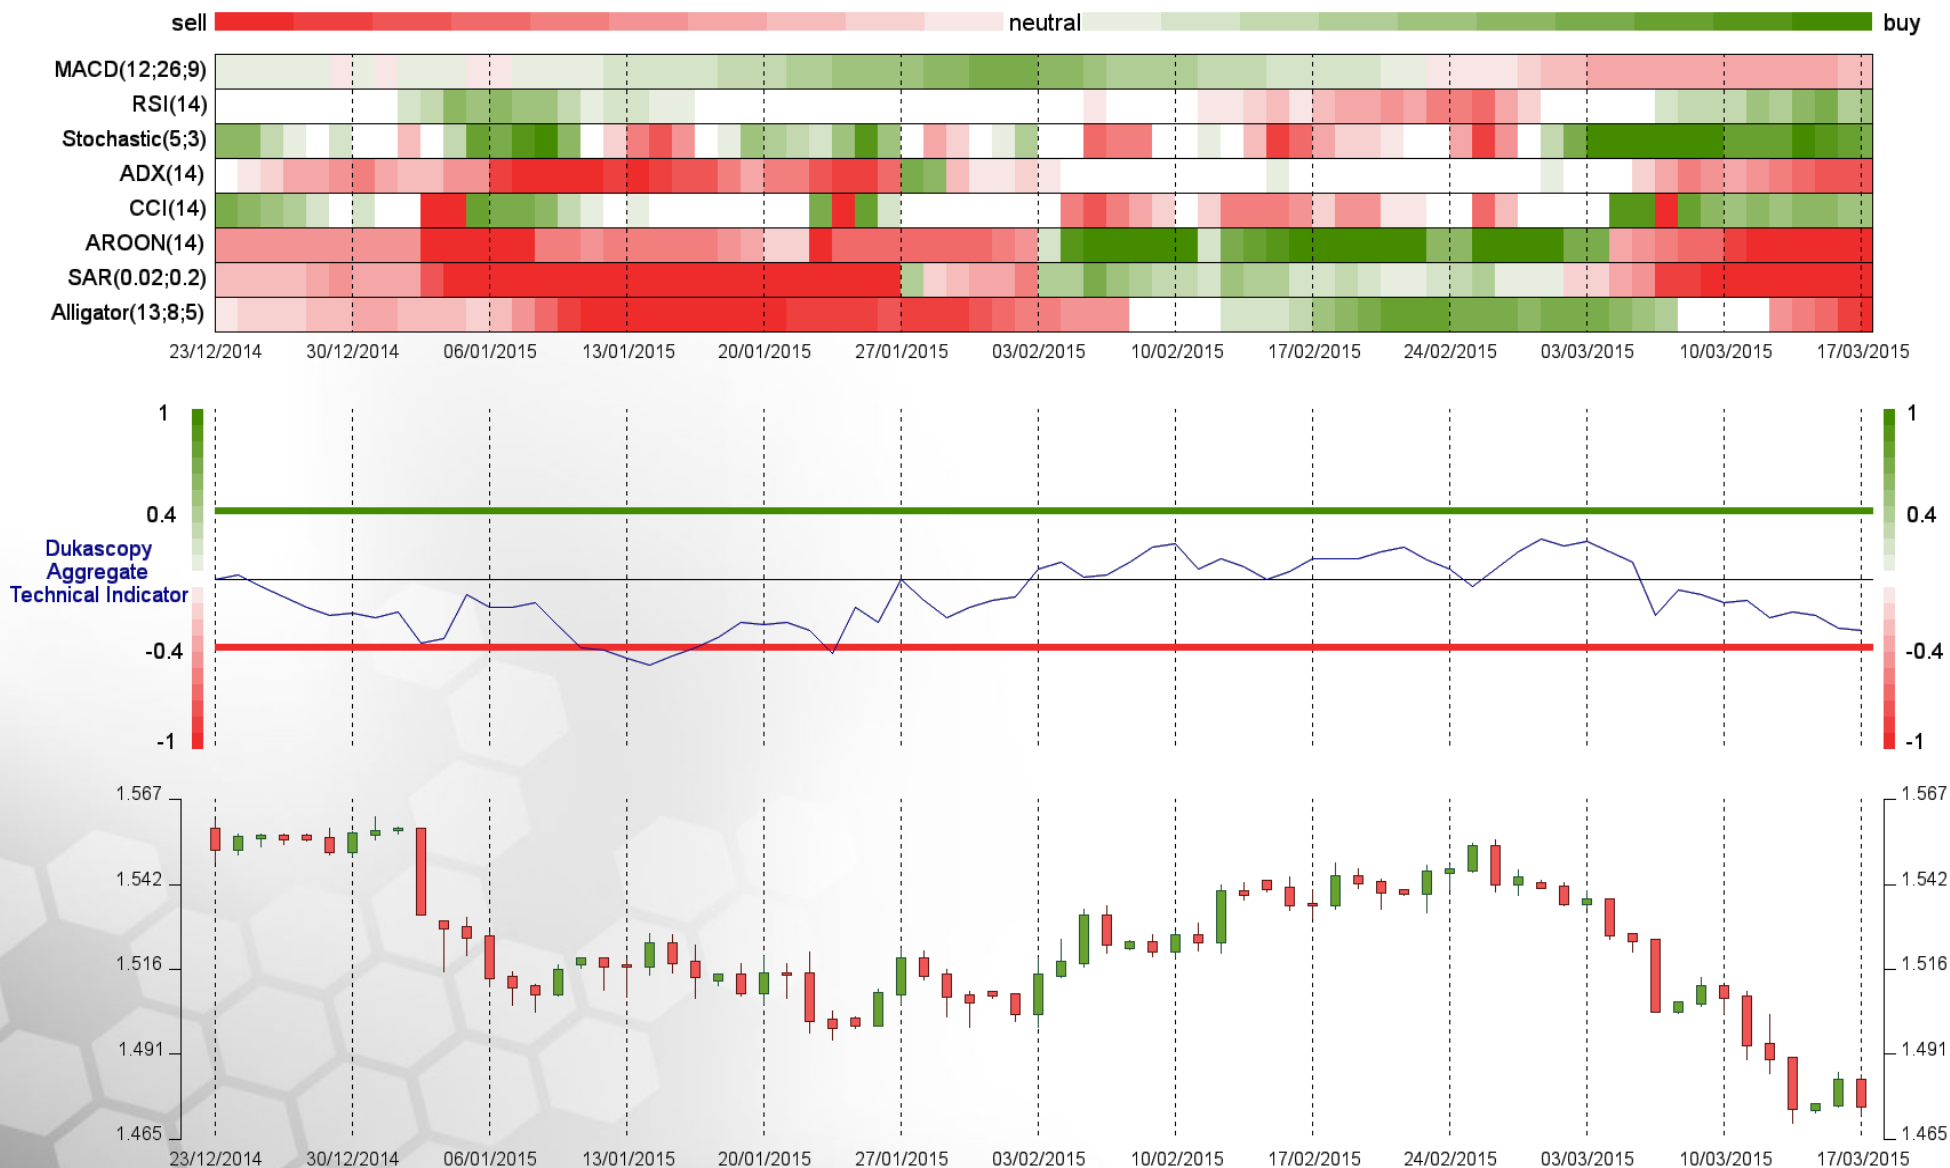 sell neutral buy
MACD(12;26;9)
RSI(14)
Stochastic(5;3)
ADX(14)
CCI(14)
AROON(14)
SAR(0.02;0.2)
Alligator(13;8;5)
23/12/2014 30/12/2014 06/01/2015 13/01/2015 20/01/2015 27/01/2015 03/02/2015 10/02/2015 17/02/2015 24/02/2015 03/03/2015 10/03/2015 17/03/2015
1 1
0.4 0.4
Dukascopy
Aggregate
Technical Indicator
-0.4 -0.4
-1 -1
1.567 1.567
1.542 1.542
1.516 1.516
1.491 1.491
1.465 1.465
23/12/2014 30/12/2014 06/01/2015 13/01/2015 20/01/2015 27/01/2015 03/02/2015 10/02/2015 17/02/2015 24/02/2015 03/03/2015 10/03/2015 17/03/2015